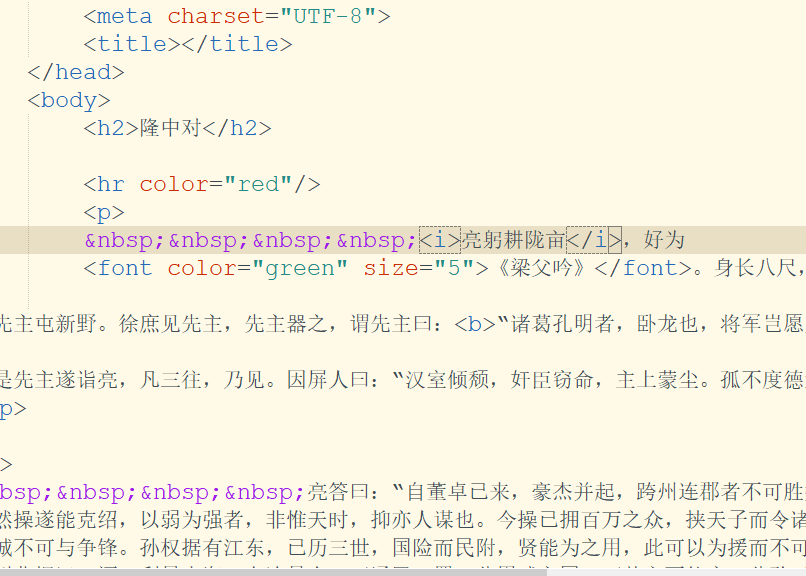 <meta charset="UTF-8">
<title></title>
</head>
<body>
<h2>隆中对</h2>
<hr color="red"/>
<p>
&nbsp;&nbsp;&nbsp;&nbsp;<i>亮躬耕陇亩</i>，好为
<font color="green" size="5">《梁父吟》</font>。身长八尺，
先主屯新野。徐庶见先主，先主器之，谓先主曰：<b>“诸葛孔明者，卧龙也，将军岂愿
是先主遂诣亮，凡三往，乃见。因屏人曰：“汉室倾颓，奸臣窃命，主上蒙尘。孤不度德
p>
>
bsp;&nbsp;&nbsp;&nbsp;亮答曰：“自董卓已来，豪杰并起，跨州连郡者不可胜
然操遂能克绍，以弱为强者，非惟天时，抑亦人谋也。今操已拥百万之众，挟天子而令诸
诚不可与争锋。孙权据有江东，已历三世，国险而民附，贤能为之用，此可以为援而不可